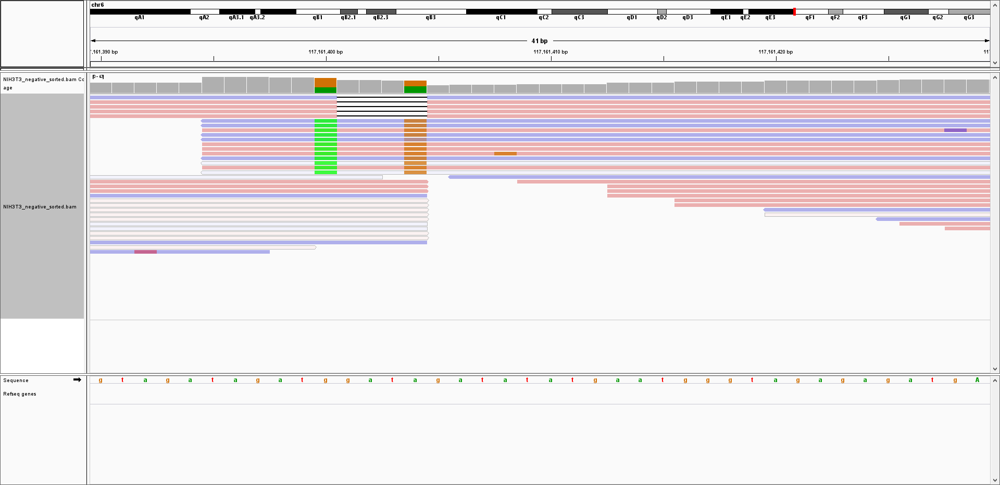 chr6
qA1 qA2 qA3.1 qA3.2 qB1 qB2.1 qB2.3 qB3 qC1 qC2 qC3 qD1 qD2 qD3 qE1 qE2 qE3 qF1 qF2 qF3 qG1 qG2 qG3
41 bp
,161,390 bp 117,161,400 bp 117,161,410 bp 117,161,420 bp 117
NIH3T3_negative_sorted.bam Cc
age
[0 - 43]
NIH3T3_negative_sorted.bam
Sequence g t a g a t a g a t g g a t a g a t a t a t g a a t g g g t a g a g a g a t g A
Refseq genes